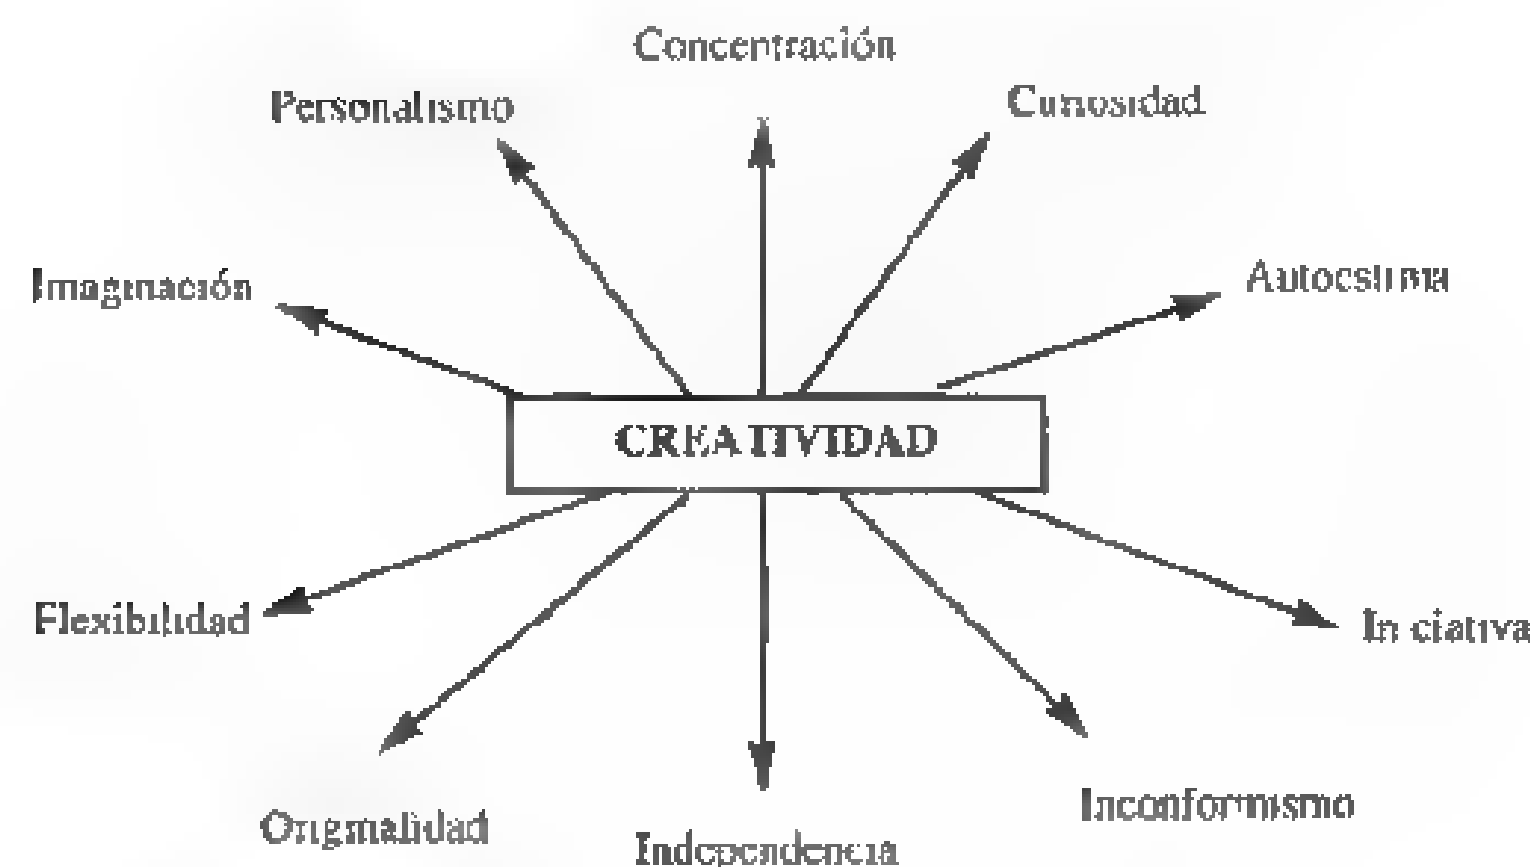 Concentración
Personalismo
Curiosidad
Imaginación
Autoestima
CREATIVIDAD
Flexibilidad
Iniciativa
Originalidad
Inconformismo
Independencia